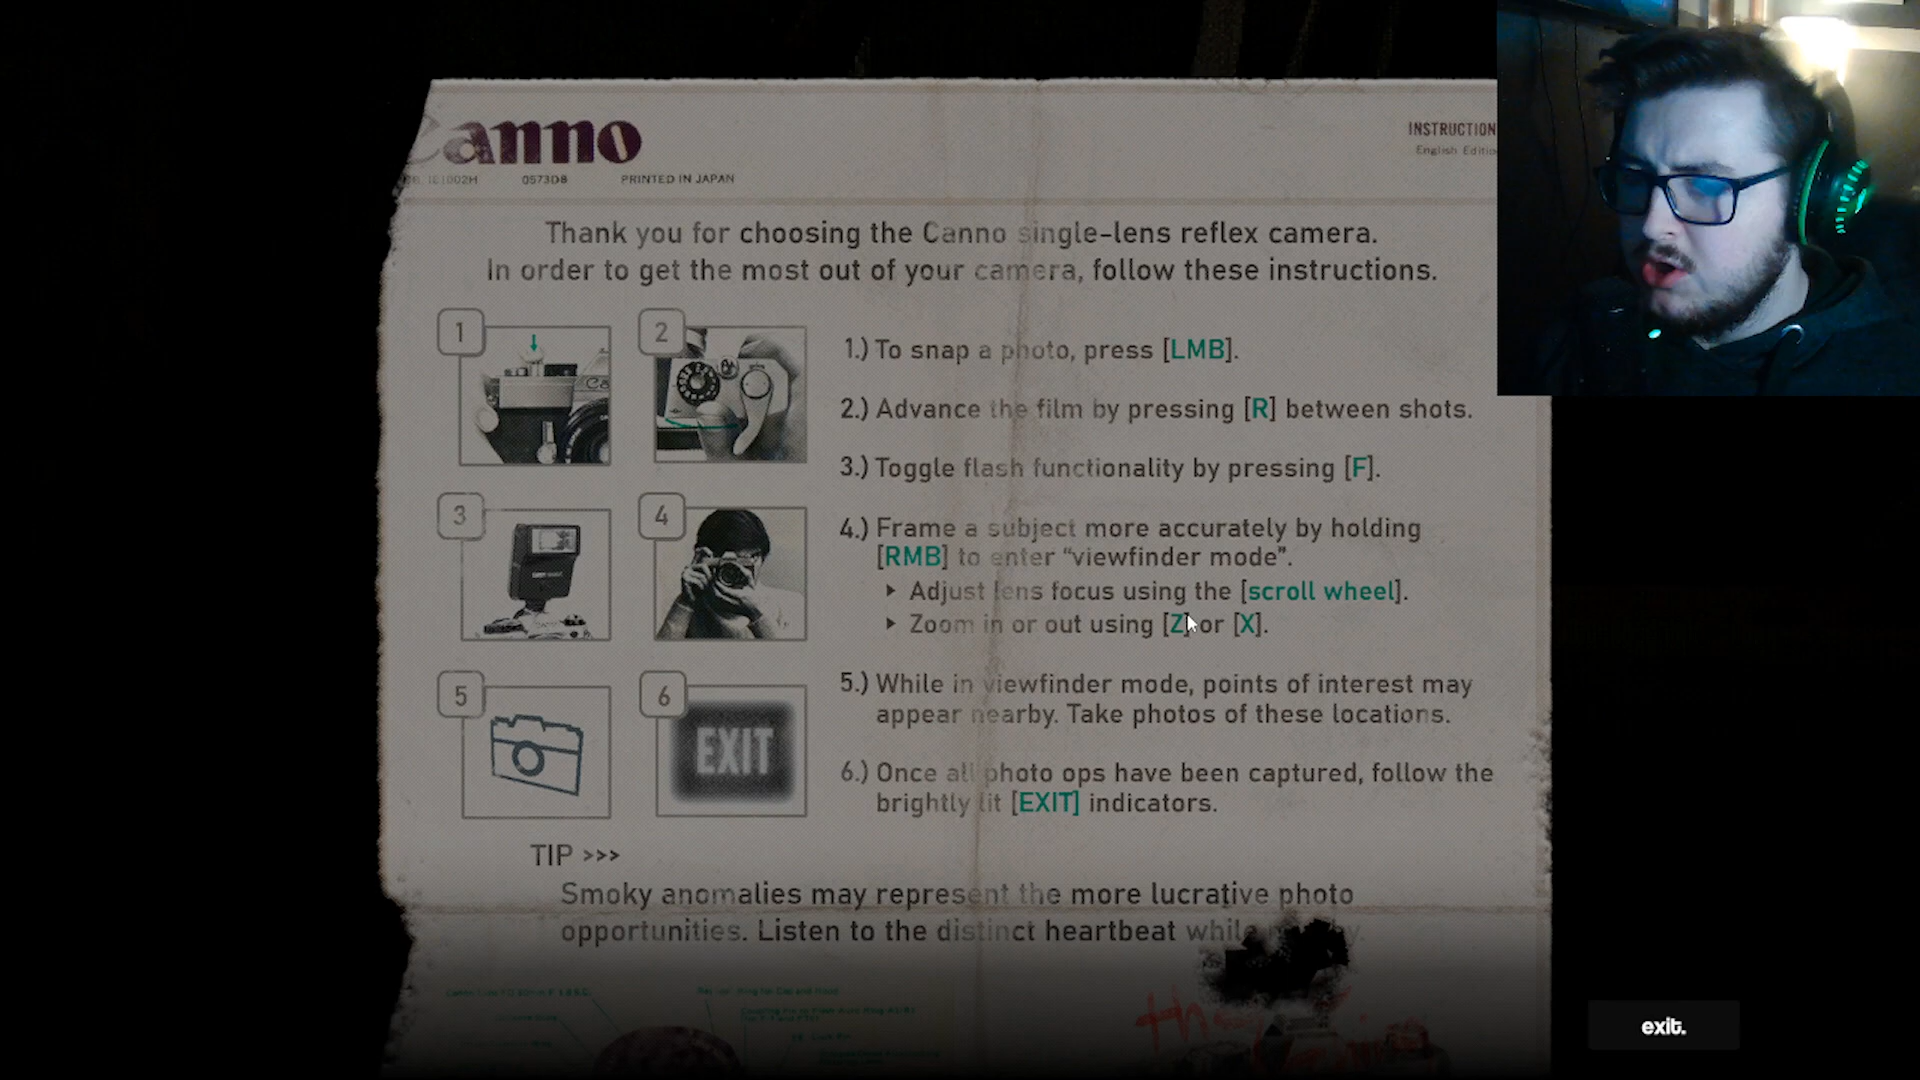 Canno
INSTRUCTION
English Editio
0573D8 PRINTED IN JAPAN
Thank you for choosing the Canno single-lens reflex camera.
In order to get the most out of your camera, follow these instructions.
1
2
1.) To snap a photo, press [LMB].
2.) Advance the film by pressing [R] between shots.
3.) Toggle flash functionality by pressing [F].
3
4
4.) Frame a subject more accurately by holding
[RMB] to enter “viewfinder mode”.
▸ Adjust lens focus using the [scroll wheel].
▸ Zoom in or out using [Z] or [X].
5
6
EXIT
5.) While in viewfinder mode, points of interest may
appear nearby. Take photos of these locations.
6.) Once all photo ops have been captured, follow the
brightly lit [EXIT] indicators.
TIP >>>
Smoky anomalies may represent the more lucrative photo
opportunities. Listen to the distinct heartbeat while
exit.